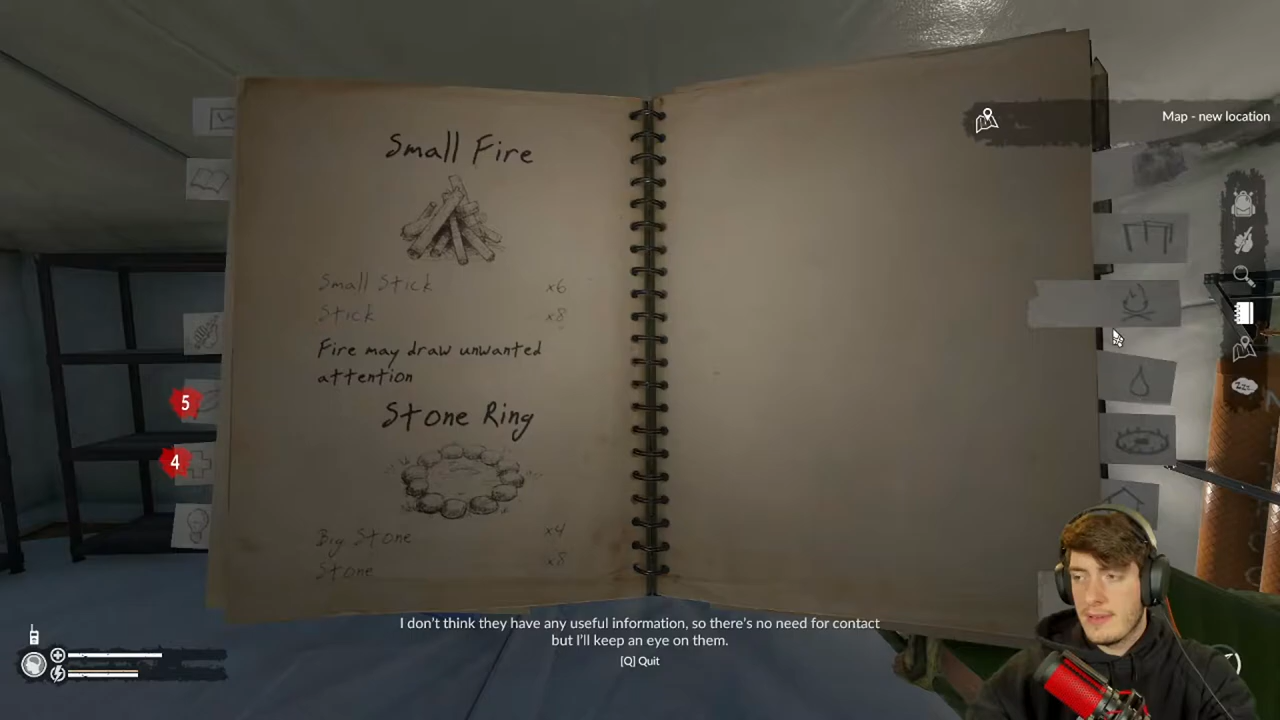 Small Fire
Small Stick x6
Stick x8
Fire may draw unwanted
attention
Stone Ring
Big Stone x4
Stone x8
Map - new location
5
4
zzz
I don't think they have any useful information, so there's no need for contact
but I'll keep an eye on them.
[Q] Quit